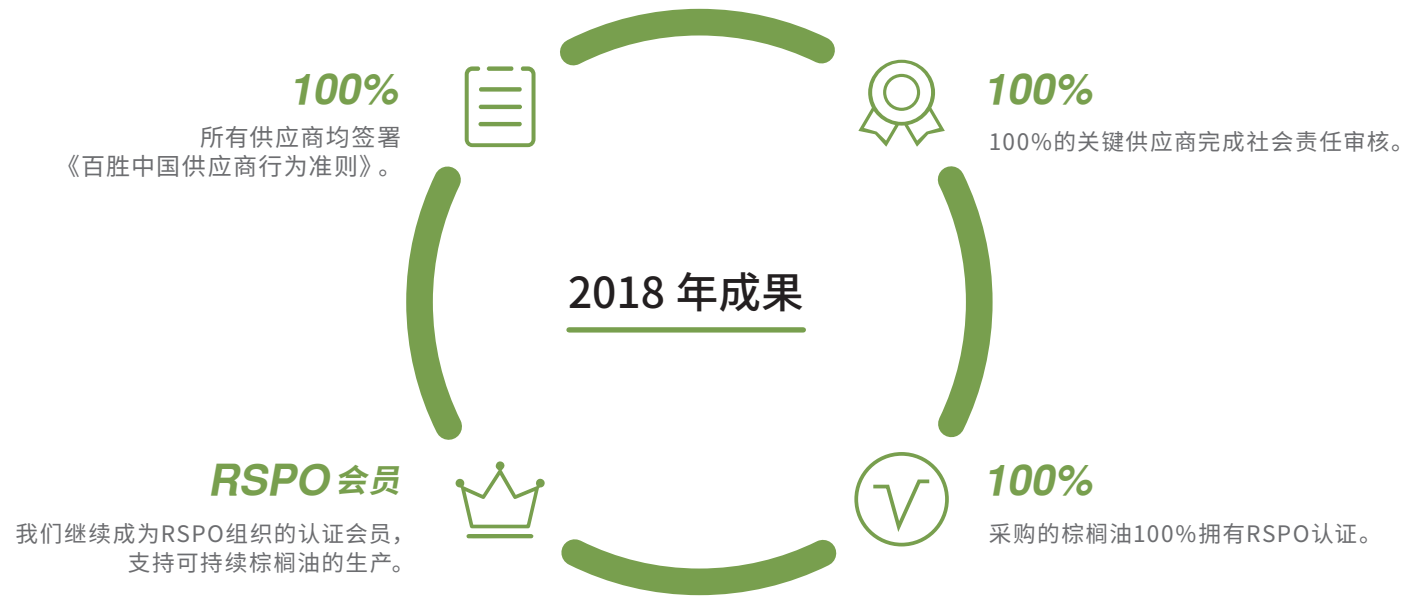 100%
所有供应商均签署
《百胜中国供应商行为准则》。
100%
100%的关键供应商完成社会责任审核。
2018 年成果
RSPO 会员
我们继续成为RSPO组织的认证会员，
支持可持续棕榈油的生产。
100%
采购的棕榈油100%拥有RSPO认证。